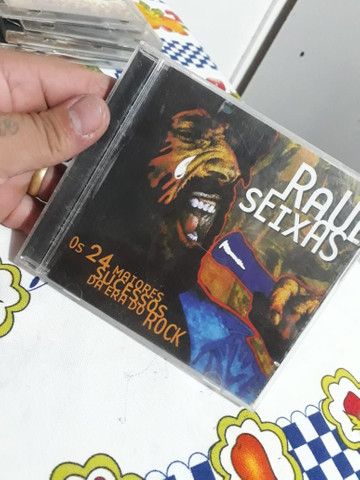 RAUL
SEIXAS
Os 24
MAIORES
SUCESSOS
DA ERA DO
ROCK